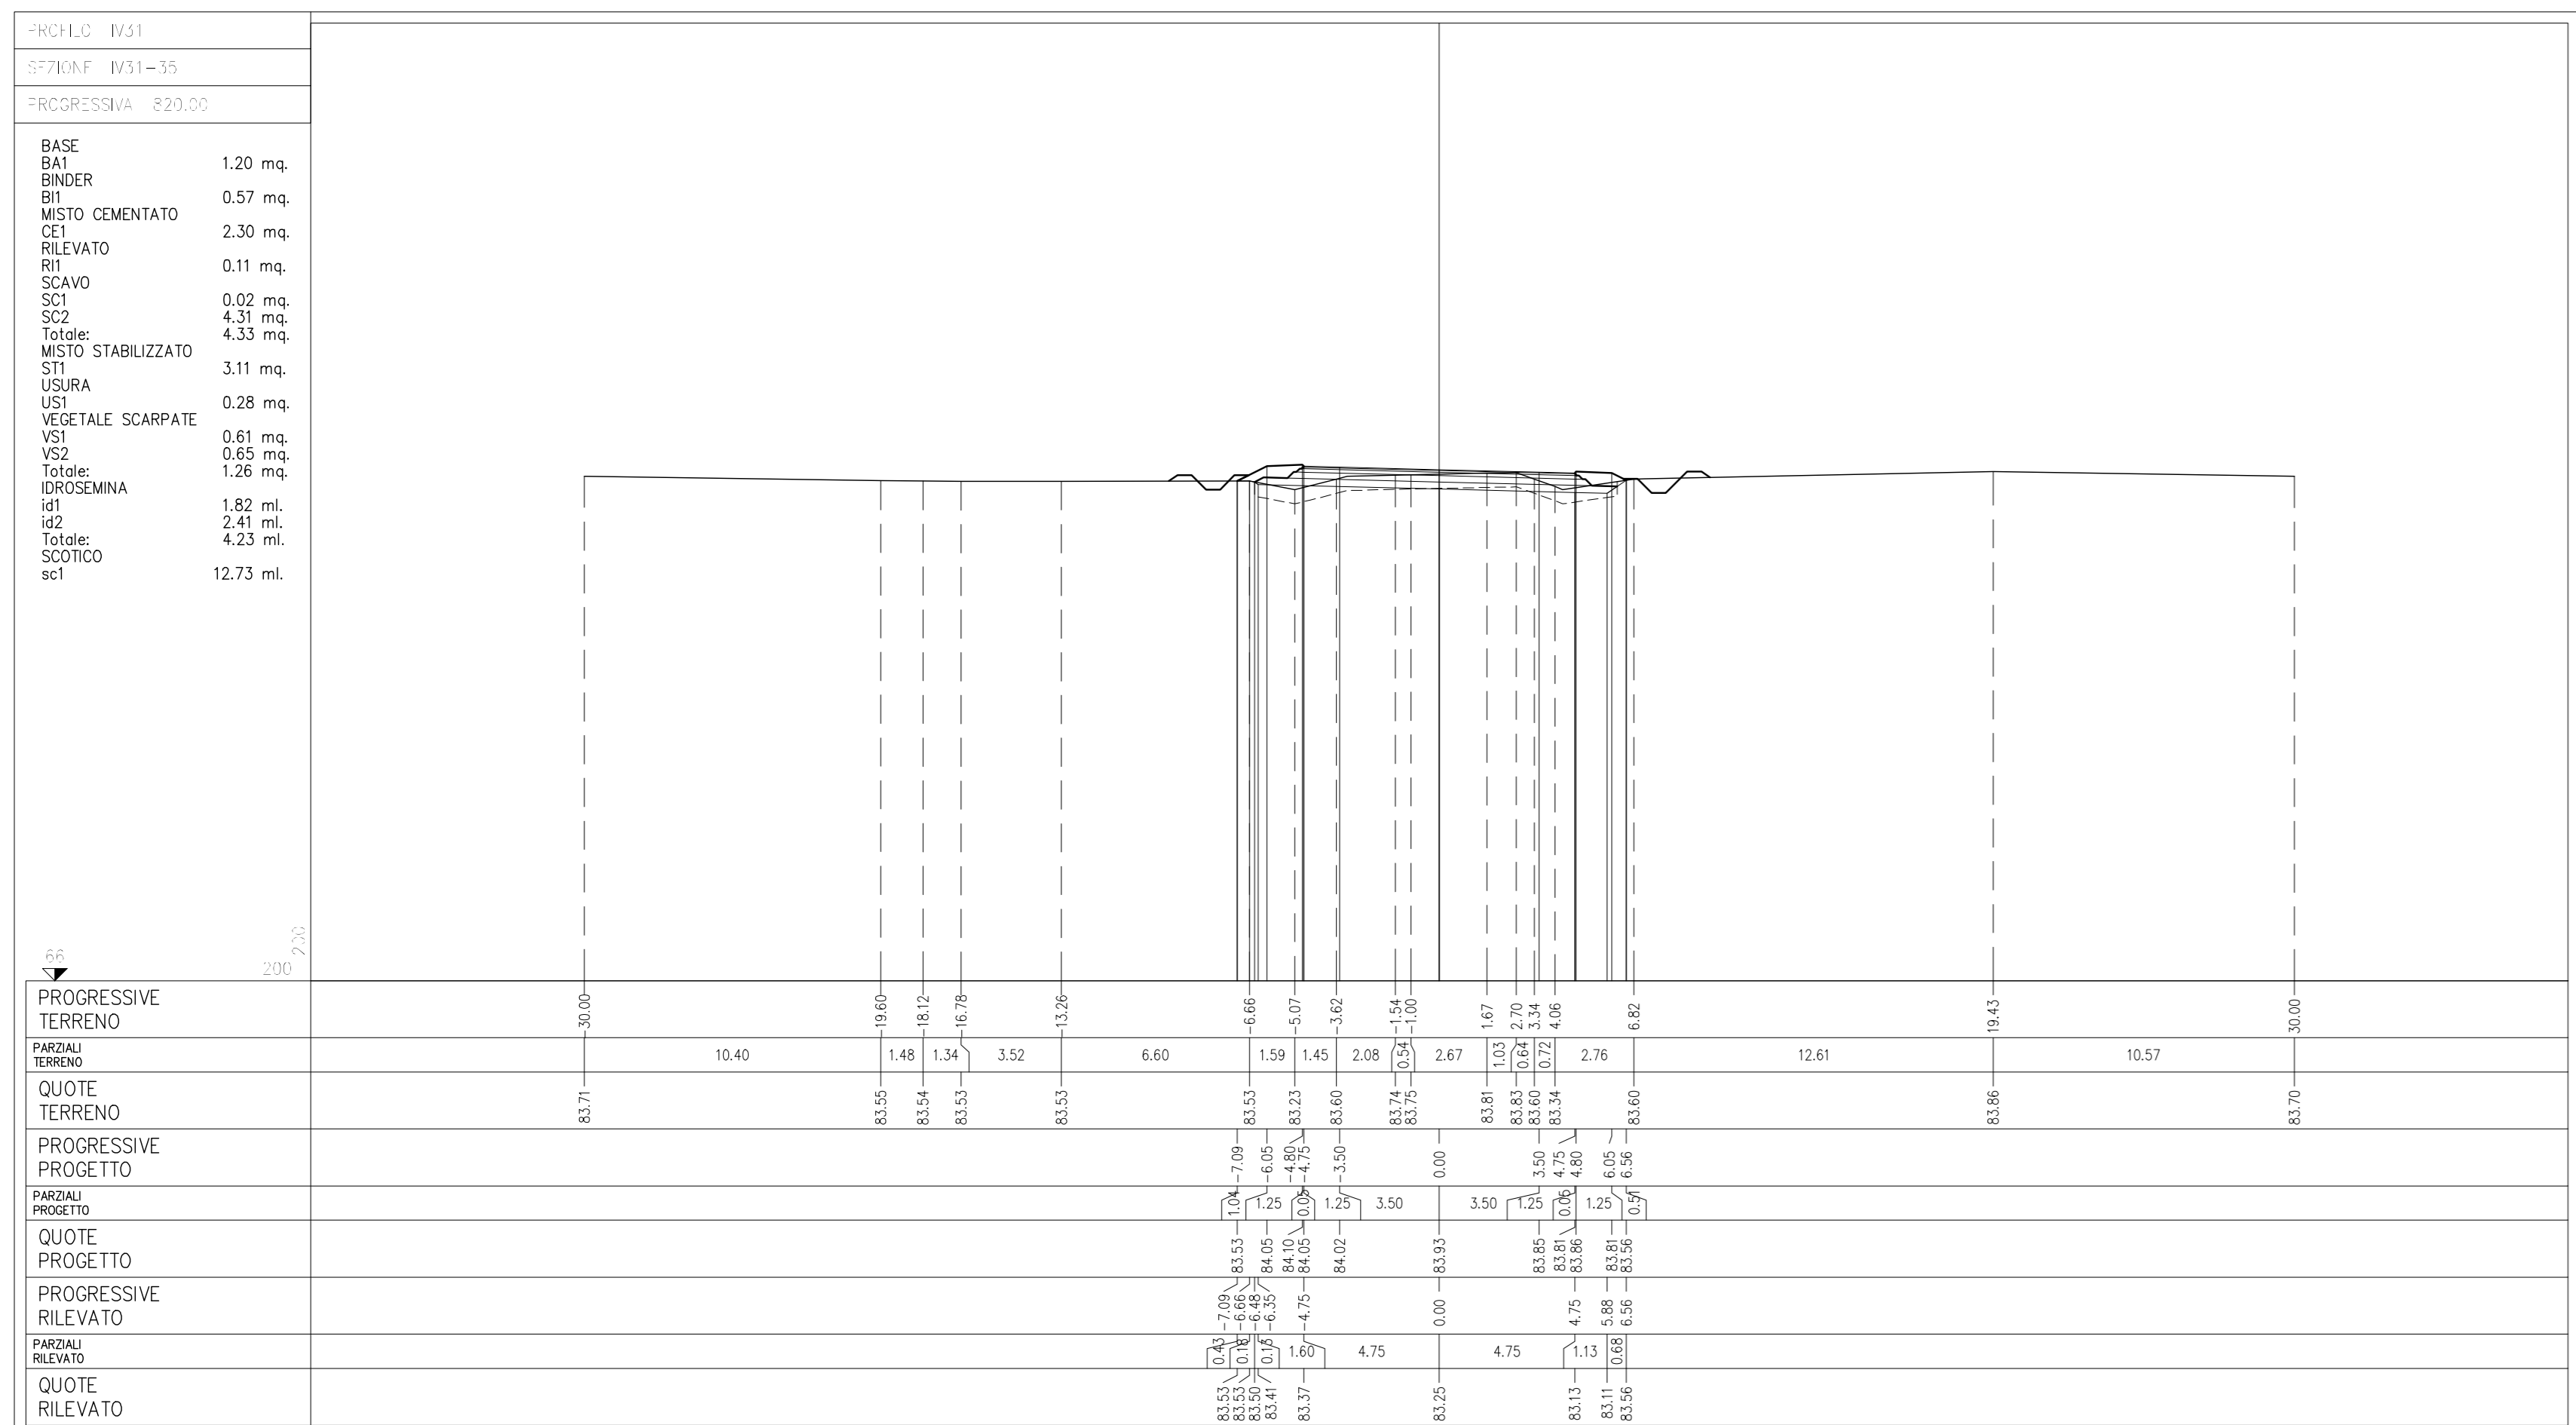 PROFILO IV31
SEZIONE IV31-35
PROGRESSIVA 820.00
BASE
BA1 1.20 mq.
BINDER
BI1 0.57 mq.
MISTO CEMENTATO
CE1 2.30 mq.
RILEVATO
RI1 0.11 mq.
SCAVO
SC1 0.02 mq.
SC2 4.31 mq.
Totale: 4.33 mq.
MISTO STABILIZZATO
ST1 3.11 mq.
USURA
US1 0.28 mq.
VEGETALE SCARPATE
VS1 0.61 mq.
VS2 0.65 mq.
Totale: 1.26 mq.
IDROSEMINA
id1 1.82 ml.
id2 2.41 ml.
Totale: 4.23 ml.
SCOTICO
sc1 12.73 ml.
66 200 200
PROGRESSIVE
TERRENO
-30.00 -19.60 -18.12 -16.78 -13.26 -6.66 -5.07 -3.62 -1.54 -1.00 1.67 2.70 3.34 4.06 6.82 19.43 30.00
PARZIALI
TERRENO
10.40 1.48 1.34 3.52 6.60 1.59 1.45 2.08 0.54 2.67 1.03 0.64 0.72 2.76 12.61 10.57
QUOTE
TERRENO
83.71 83.55 83.54 83.53 83.53 83.53 83.23 83.60 83.74 83.75 83.81 83.83 83.60 83.34 83.60 83.86 83.70
PROGRESSIVE
PROGETTO
-7.09 -6.05 -4.80 -4.75 -3.50 0.00 3.50 4.75 4.80 6.05 6.56
PARZIALI
PROGETTO
1.04 1.25 0.05 1.25 3.50 3.50 1.25 0.05 1.25 0.51
QUOTE
PROGETTO
83.53 84.05 84.10 84.05 84.02 83.93 83.85 83.81 83.86 83.81 83.56
PROGRESSIVE
RILEVATO
-7.09 -6.66 -6.48 -6.35 -4.75 0.00 4.75 5.88 6.56
PARZIALI
RILEVATO
0.43 0.18 0.13 1.60 4.75 4.75 1.13 0.68
QUOTE
RILEVATO
83.53 83.53 83.50 83.41 83.37 83.25 83.13 83.11 83.56